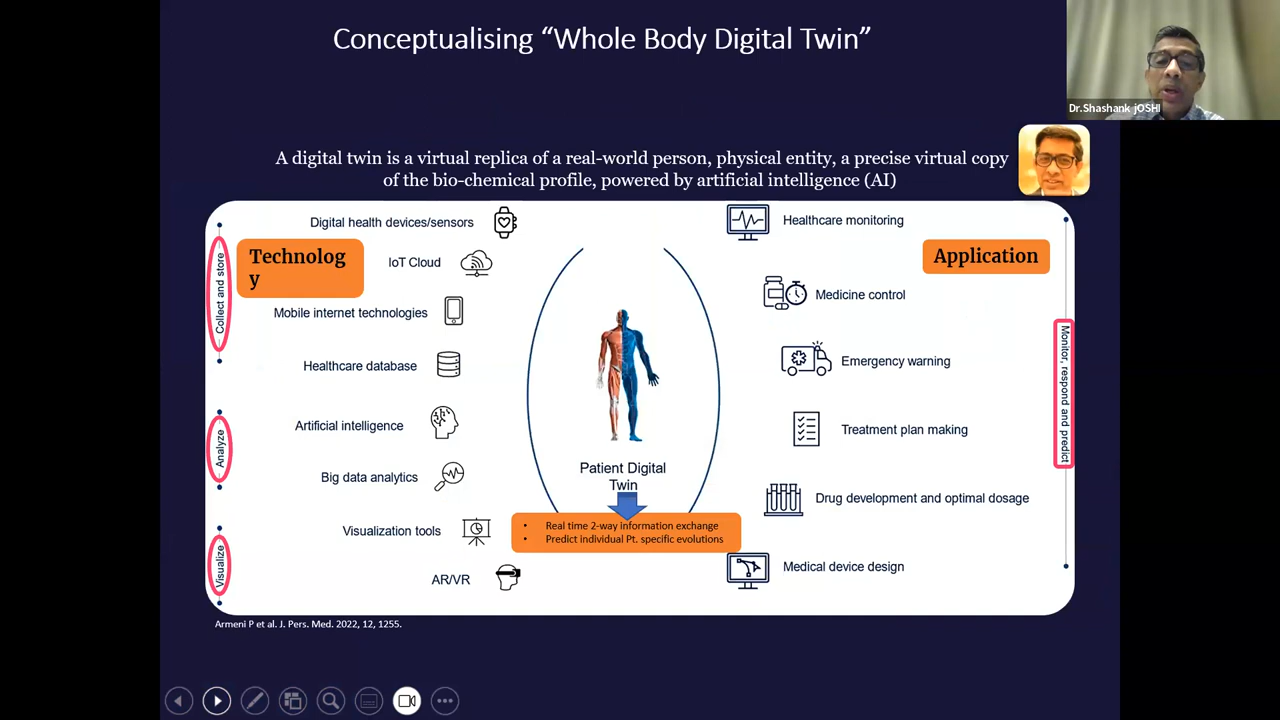 Conceptualising “Whole Body Digital Twin”
Dr.Shashank jOSHI
A digital twin is a virtual replica of a real-world person, physical entity, a precise virtual copy
of the bio-chemical profile, powered by artificial intelligence (AI)
Collect and store
Analyze
Visualize
Technolog
y
Digital health devices/sensors
IoT Cloud
Mobile internet technologies
Healthcare database
Artificial intelligence
Big data analytics
Visualization tools
AR/VR
Patient Digital
Twin
• Real time 2-way information exchange
• Predict individual Pt. specific evolutions
Application
Healthcare monitoring
Medicine control
Emergency warning
Treatment plan making
Drug development and optimal dosage
Medical device design
Monitor, respond and predict
Armeni P et al. J. Pers. Med. 2022, 12, 1255.